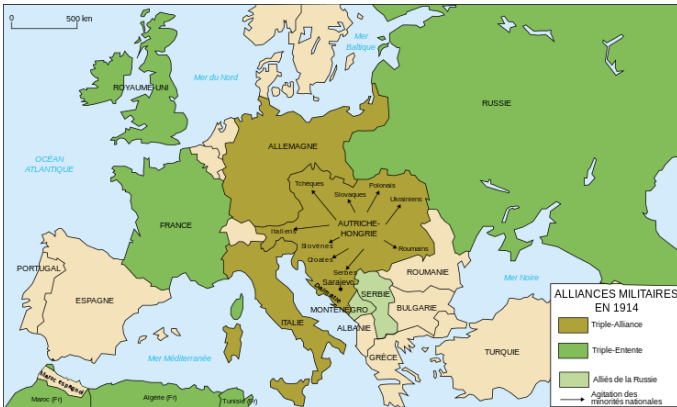 0 500 km
Mer
Baltique
Mer du Nord
ROYAUME-UNI
RUSSIE
ALLEMAGNE
OCÉAN
ATLANTIQUE
Tchèques
Polonais
Slovaques
Ukrainiens
FRANCE
AUTRICHE-
HONGRIE
Italiens
Slovènes
Roumains
Croates
Serbes
PORTUGAL
ESPAGNE
Sarajevo
Dalmatie
SERBIE
ROUMANIE
Mer Noire
MONTÉNÉGRO
BULGARIE
ITALIE
ALBANIE
Mer Méditerranée
GRÈCE
TURQUIE
Maroc espagnol
Maroc (Fr)
Algérie (Fr)
Tunisie (Fr)
ALLIANCES MILITAIRES
EN 1914
Triple-Alliance
Triple-Entente
Alliés de la Russie
Agitation des
minorités nationales